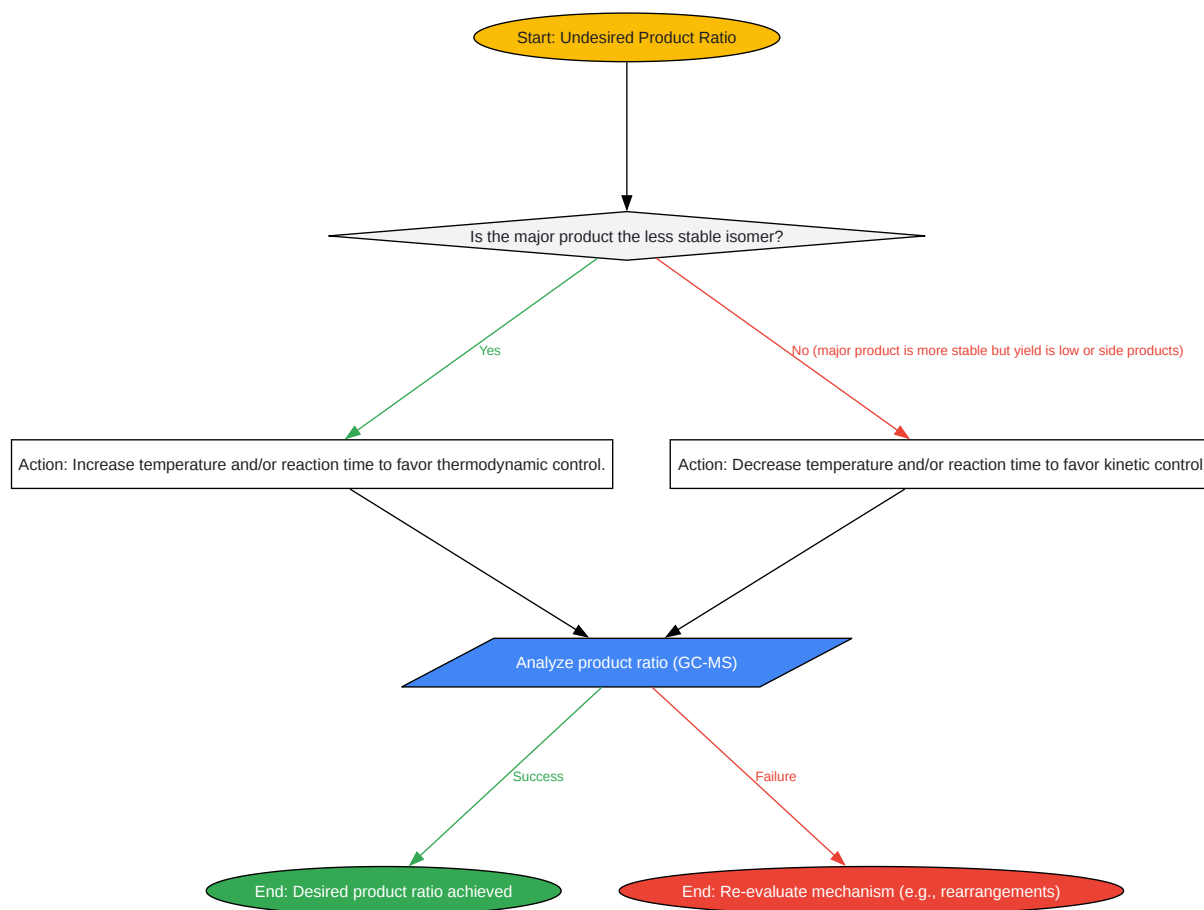 Start: Undesired Product Ratio
Is the major product the less stable isomer?
Yes
No (major product is more stable but yield is low or side products)
Action: Increase temperature and/or reaction time to favor thermodynamic control.
Action: Decrease temperature and/or reaction time to favor kinetic control
Analyze product ratio (GC-MS)
Success
Failure
End: Desired product ratio achieved
End: Re-evaluate mechanism (e.g., rearrangements)